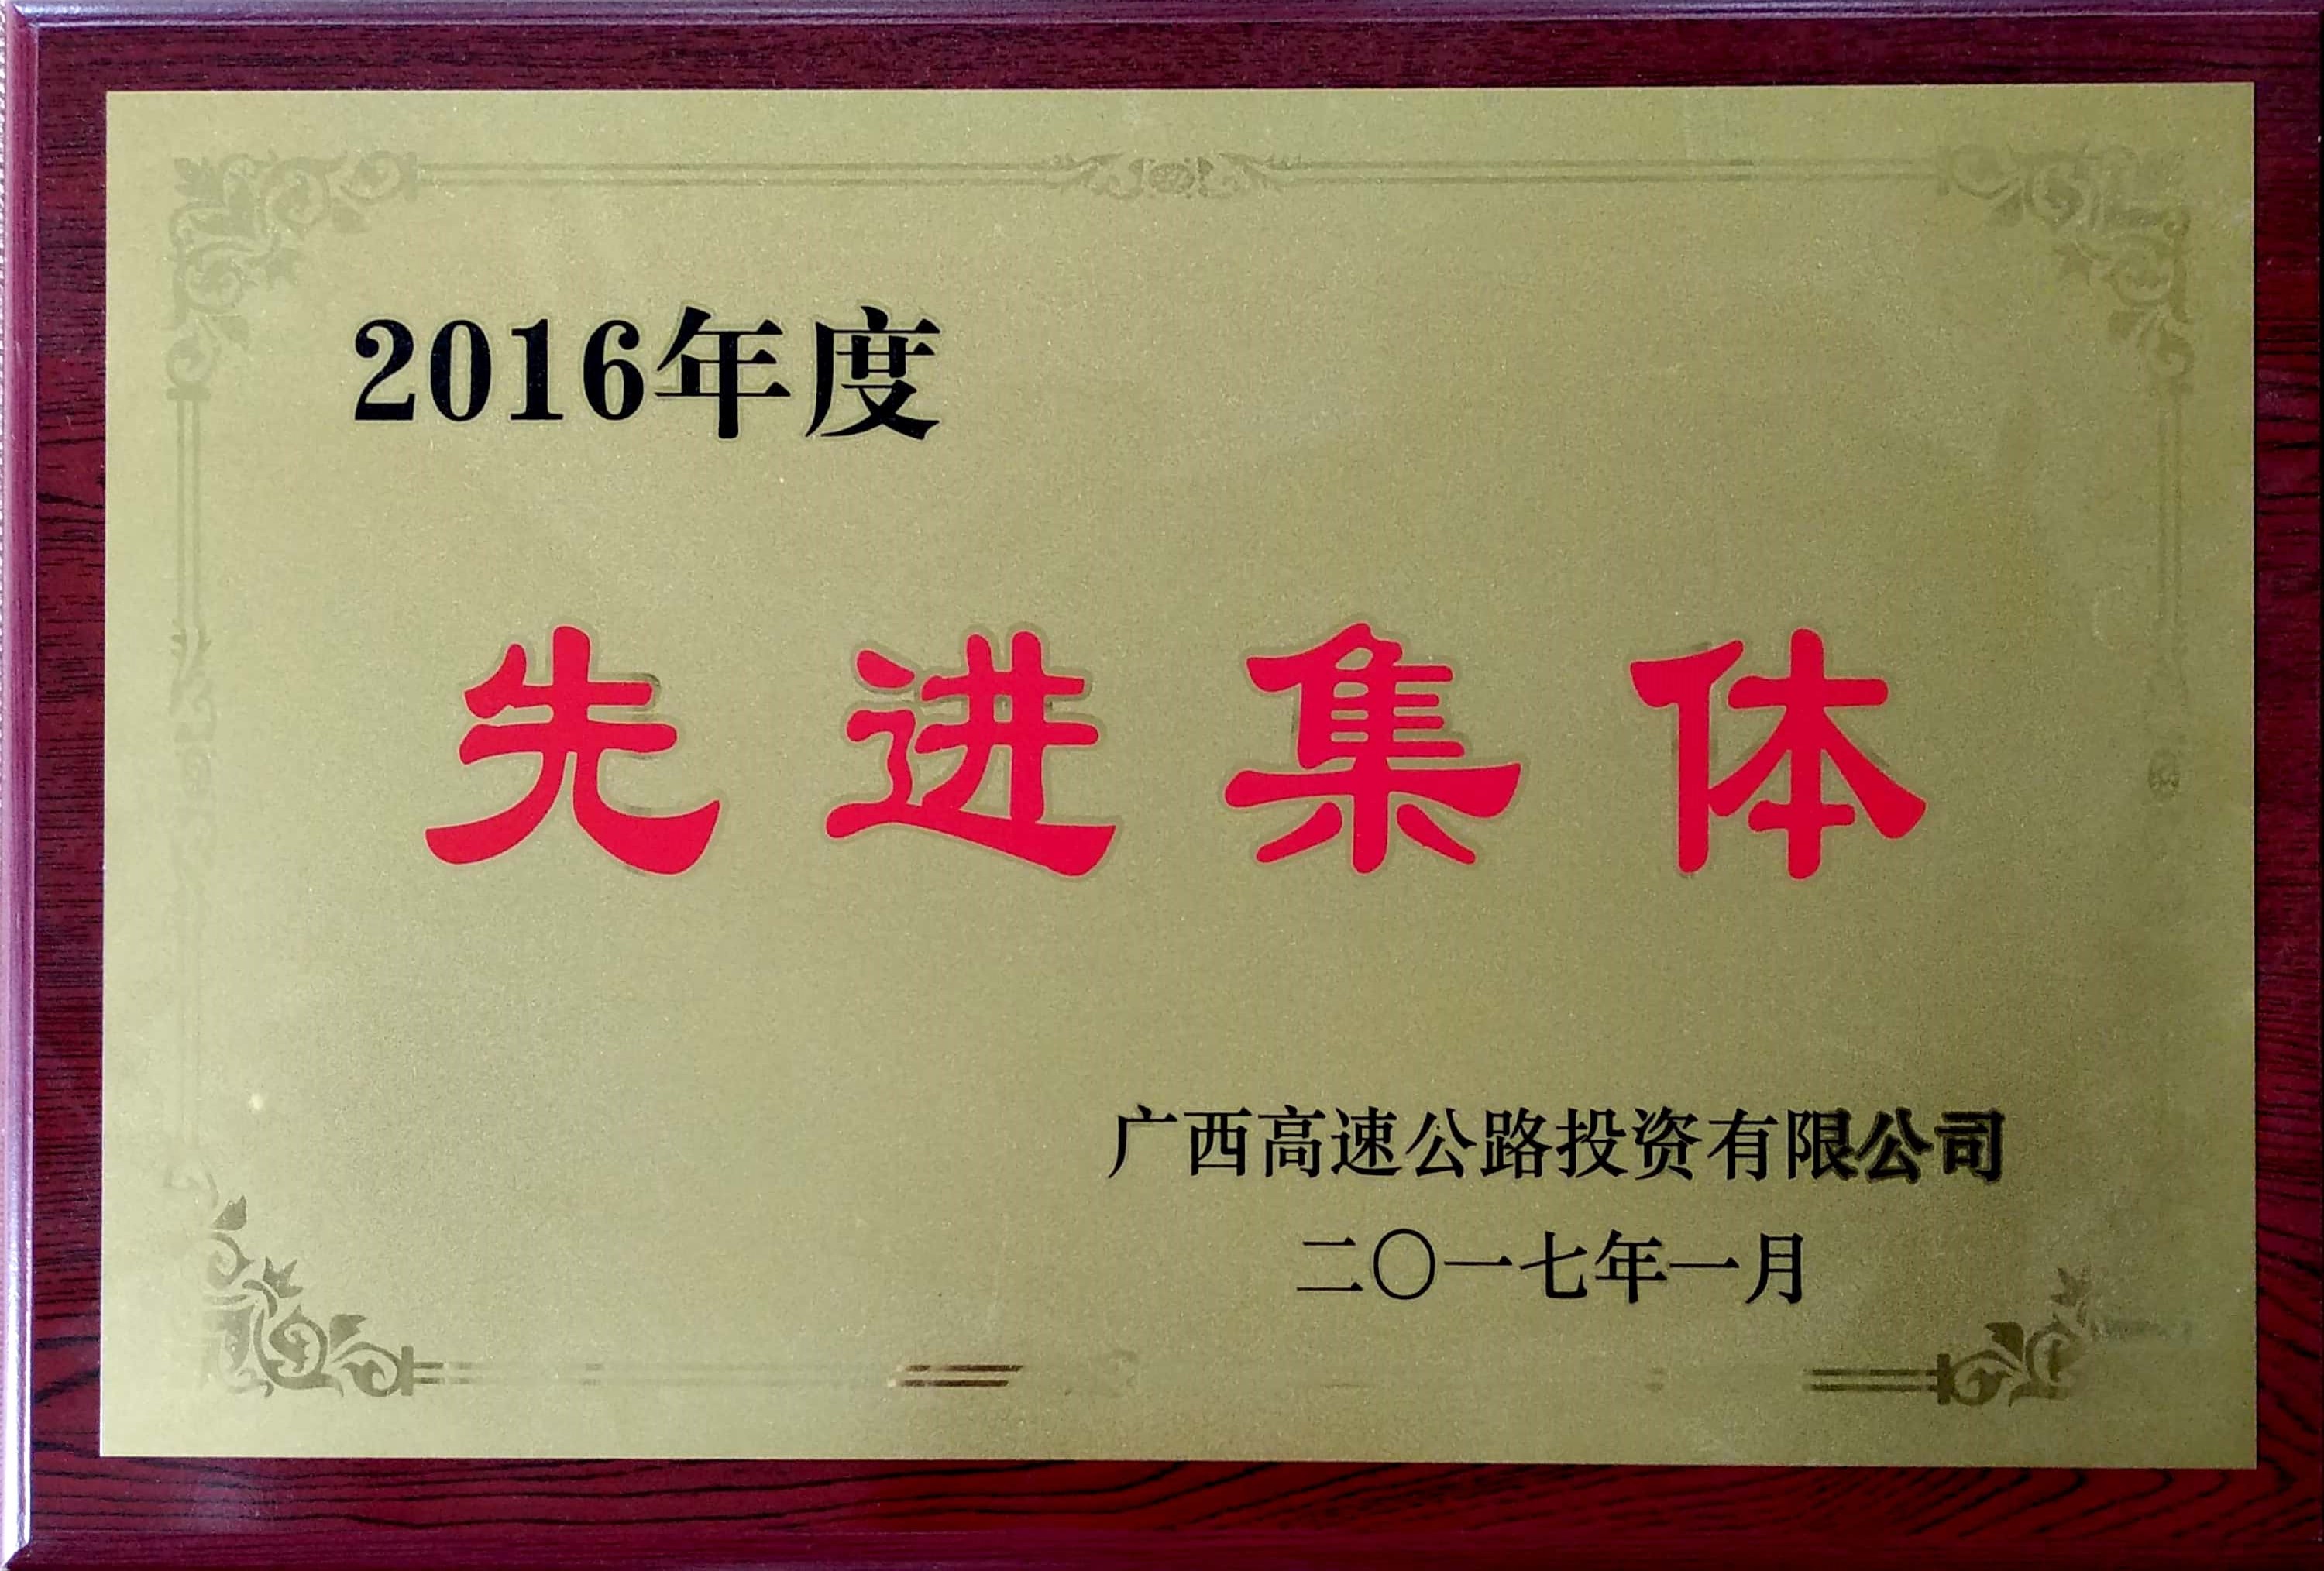 2016年度
先进集体
广西高速公路投资有限公司
二〇一七年一月